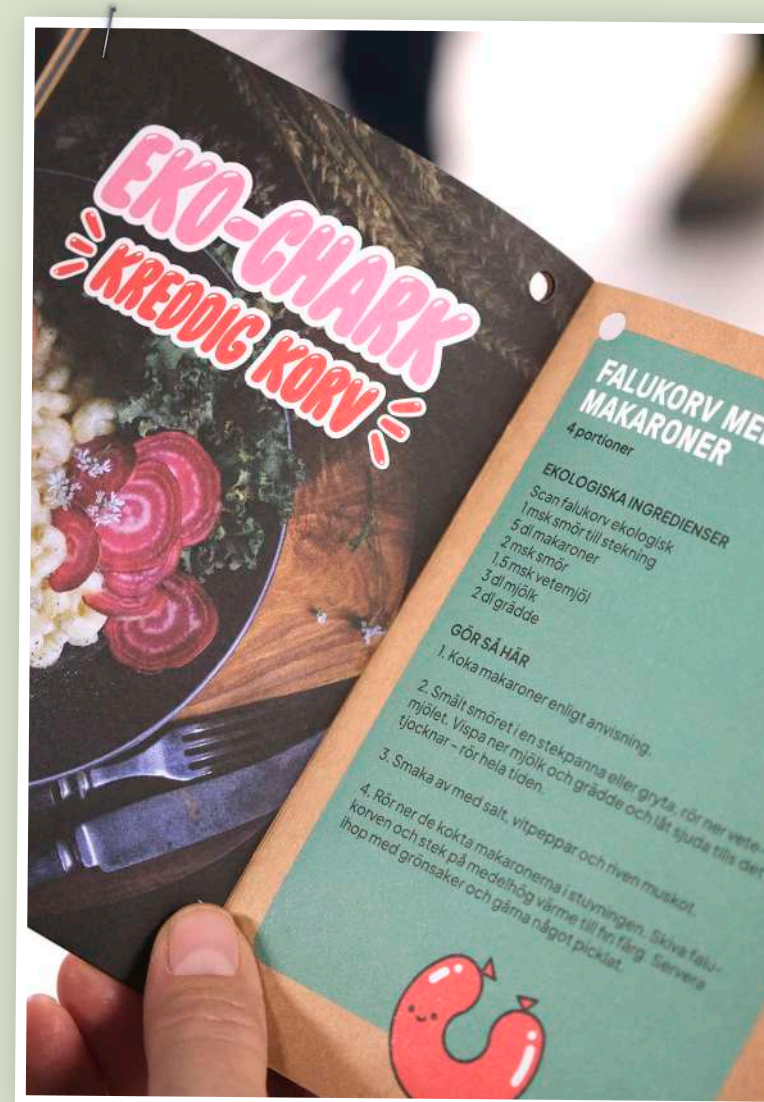 EKO-CHARK
KREDDIG KORV
FALUKORV ME
MAKARONER
4 portioner
EKOLOGISKA INGREDIENSER
Scan falukorv ekologisk
1 msk smör till stekning
5 dl makaroner
2 msk smör
1,5 msk vetemjöl
3 dl mjölk
2 dl grädde
GÖR SÅ HÄR
1. Koka makaroner enligt anvisning.
2. Smält smöret i en stekpanna eller gryta, rör ner vete-
mjölet. Vispa ner mjölk och grädde och låt sjuda tills det
tjocknar – rör hela tiden.
3. Smaka av med salt, vitpeppar och riven muskot.
4. Rör ner de kokta makaronerna i stuvningen. Skiva falu-
korven och stek på medelhög värme till fin färg. Servera
ihop med grönsaker och gärna något picklat.